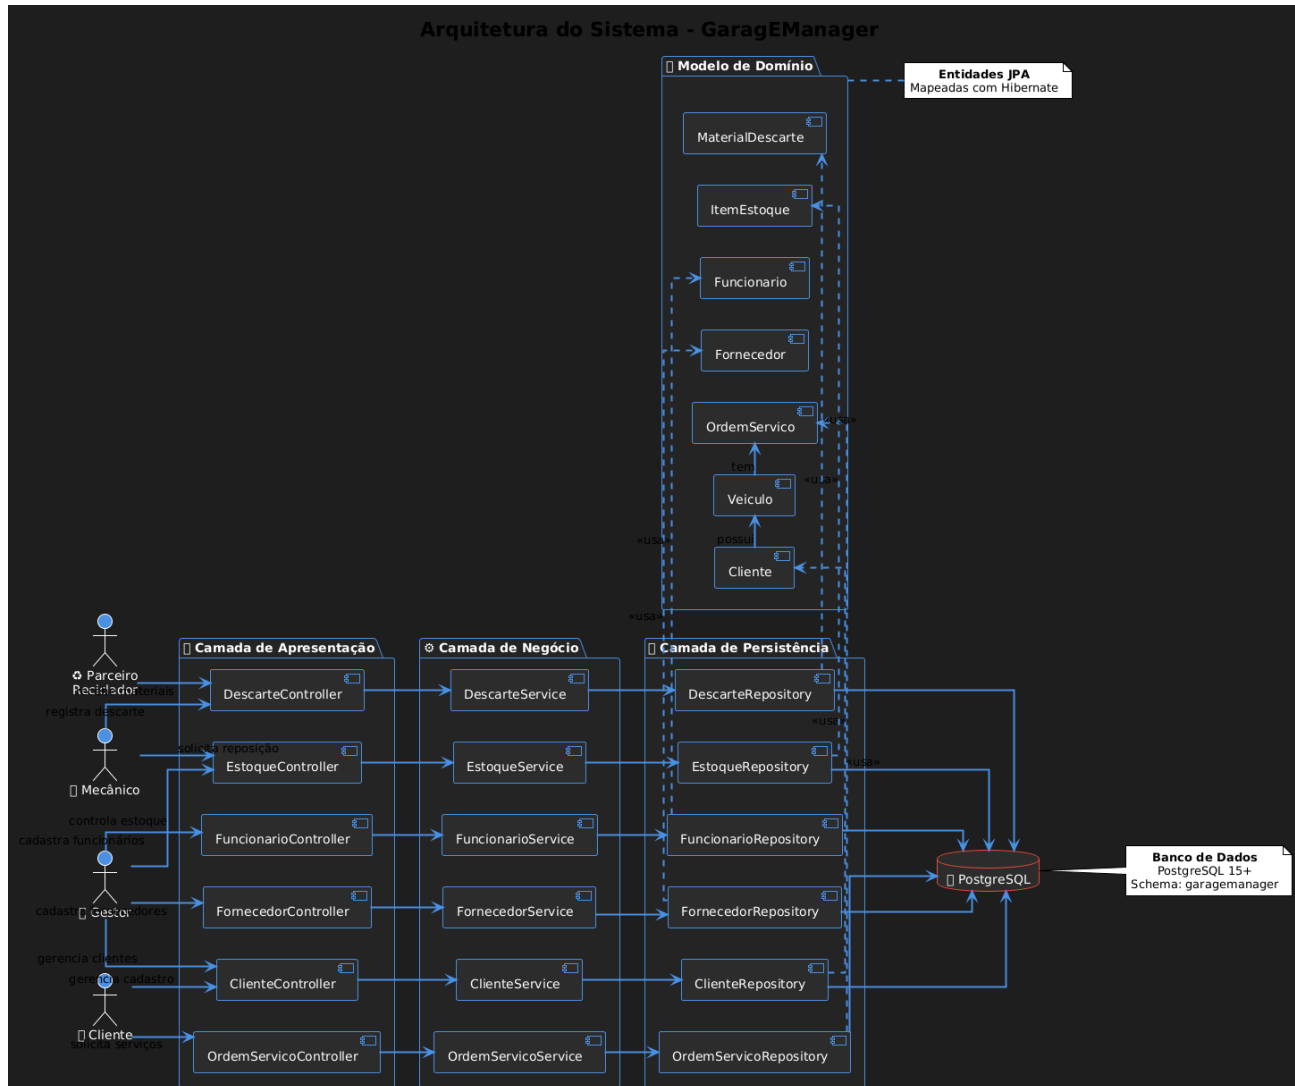 Arquitetura do Sistema - GaragEManager
Modelo de Domínio
Entidades JPA
Mapeadas com Hibernate
MaterialDescarte
ItemEstoque
Funcionario
Fornecedor
OrdemServico
«usa»
tem
Veiculo
«usa»
possui
«usa»
Cliente
«usa»
♻ Parceiro
Camada de Apresentação
⚙ Camada de Negócio
Camada de Persistência
DescarteController
DescarteService
DescarteRepository
registra descarte
«usa»
solicita reposição
Mecânico
EstoqueController
EstoqueService
EstoqueRepository
«usa»
controla estoque
cadastra funcionários
FuncionarioController
FuncionarioService
FuncionarioRepository
PostgreSQL
Banco de Dados
PostgreSQL 15+
Schema: garagemanager
Gestor
FornecedorController
FornecedorService
FornecedorRepository
gerencia clientes
gerencia cadastro
ClienteController
ClienteService
ClienteRepository
Cliente
solicita serviços
OrdemServicoController
OrdemServicoService
OrdemServicoRepository